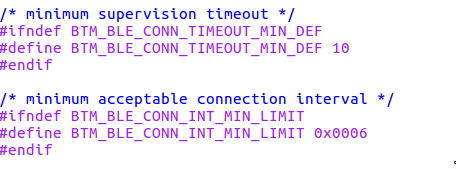 /* minimum supervision timeout */
#ifndef BTM_BLE_CONN_TIMEOUT_MIN_DEF
#define BTM_BLE_CONN_TIMEOUT_MIN_DEF 10
#endif
/* minimum acceptable connection interval */
#ifndef BTM_BLE_CONN_INT_MIN_LIMIT
#define BTM_BLE_CONN_INT_MIN_LIMIT 0x0006
#endif